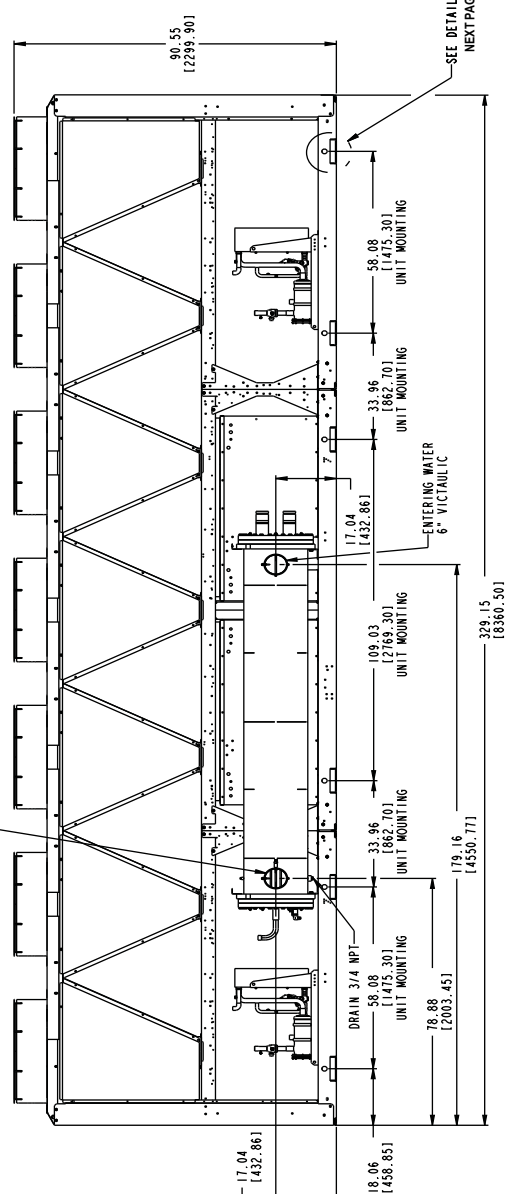 90.55
[2299.90]
SEE DETAIL
NEXT PAG
58.08
[1475.30]
UNIT MOUNTING
33.96
[862.70]
UNIT MOUNTING
17.04
[432.86]
ENTERING WATER
6" VICTAULIC
109.03
[2769.30]
UNIT MOUNTING
329.15
[8360.50]
33.96
[862.70]
UNIT MOUNTING
179.16
[4550.77]
DRAIN 3/4 NPT
58.08
[1475.30]
UNIT MOUNTING
78.88
[2003.45]
17.04
[432.86]
18.06
[458.85]